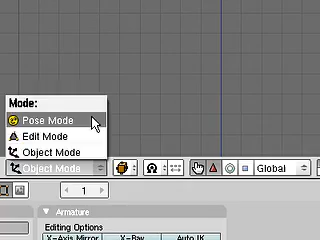 Mode:
Pose Mode
Edit Mode
Object Mode
Object Mode
Global
1
Armature
Editing Options
X-Axis Mirror X-Ray Auto IK